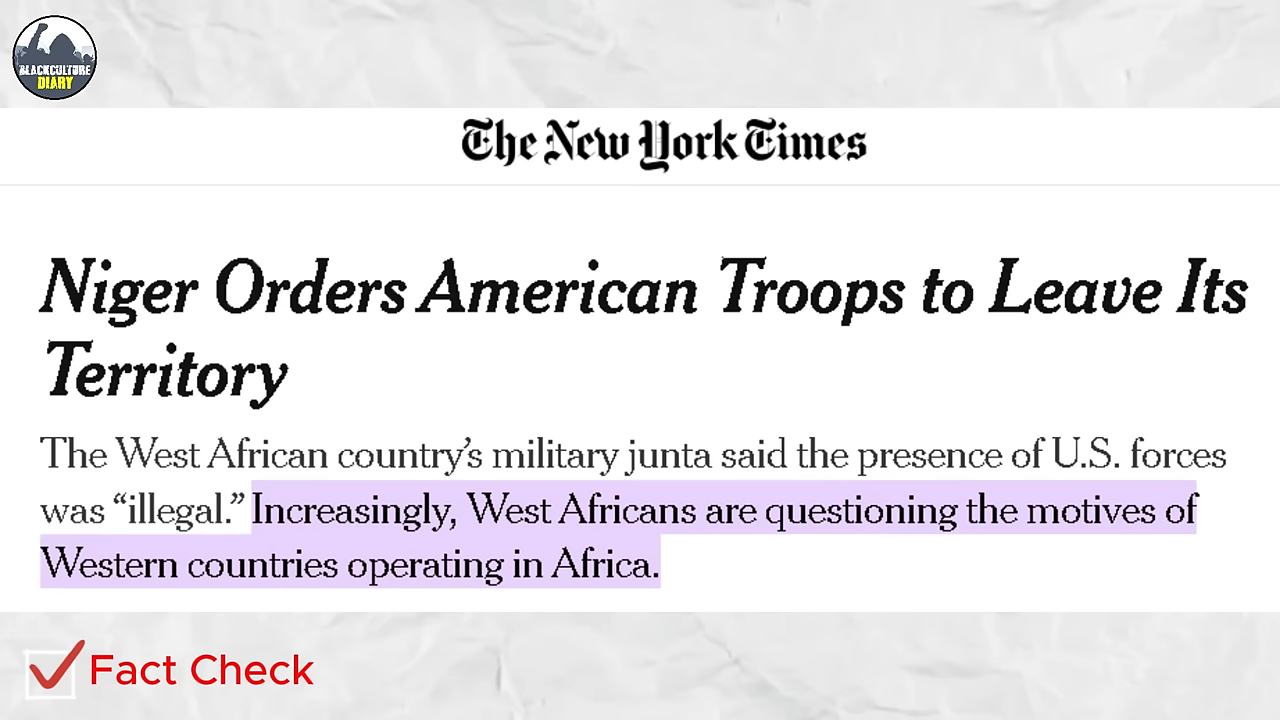 BLACKCULTURE
DIARY
The New York Times
Niger Orders American Troops to Leave Its
Territory
The West African country’s military junta said the presence of U.S. forces
was “illegal.” Increasingly, West Africans are questioning the motives of
Western countries operating in Africa.
Fact Check